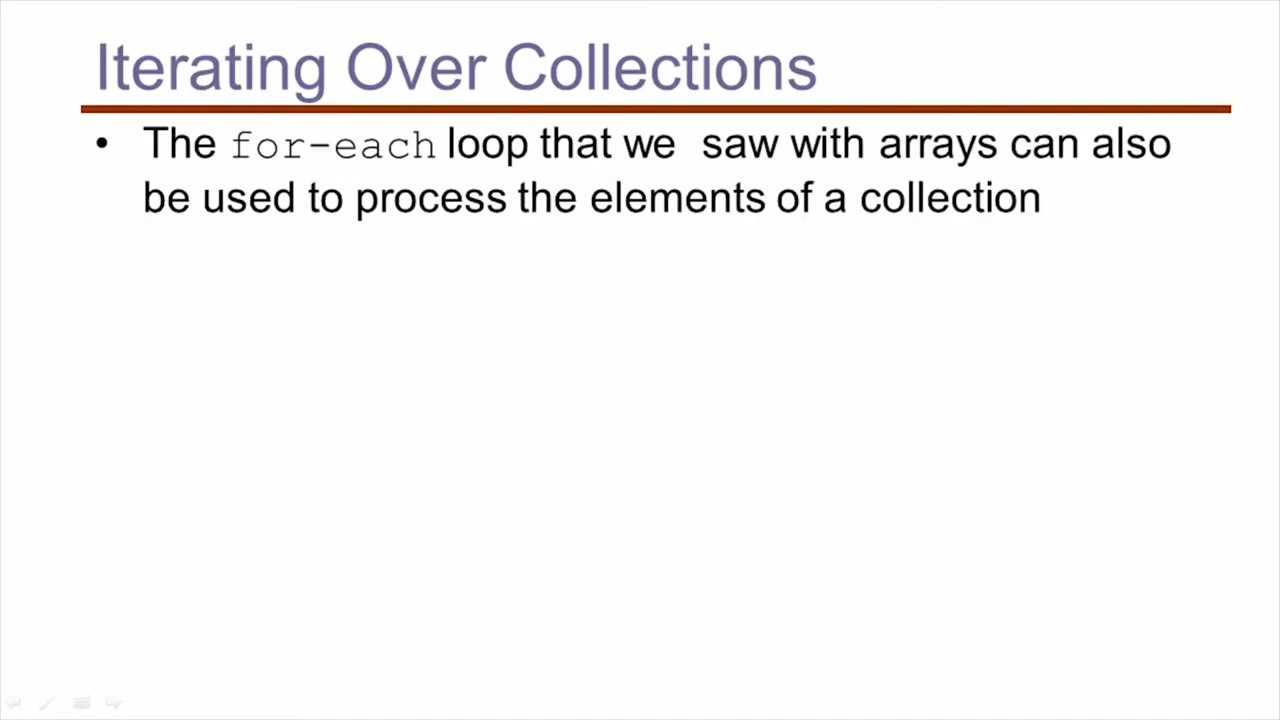 Iterating Over Collections
• The for-each loop that we  saw with arrays can also
be used to process the elements of a collection